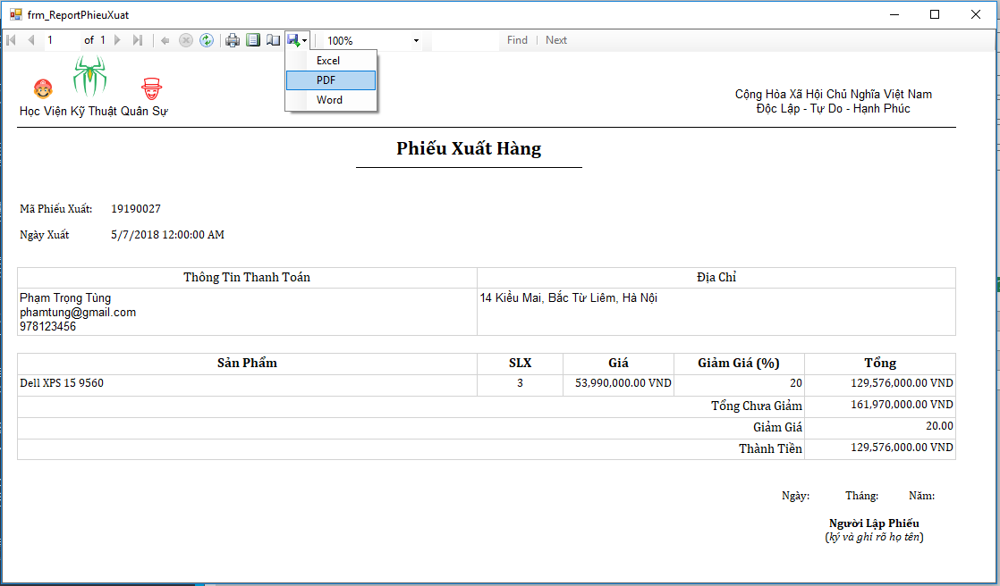 frm_ReportPhieuXuat
1 of 1 100% Find Next
Excel
PDF
Word
Học Viện Kỹ Thuật Quân Sự
Cộng Hòa Xã Hội Chủ Nghĩa Việt Nam
Độc Lập - Tự Do - Hạnh Phúc
Phiếu Xuất Hàng
Mã Phiếu Xuất: 19190027
Ngày Xuất 5/7/2018 12:00:00 AM
Thông Tin Thanh Toán Địa Chỉ
Phạm Trọng Tùng 14 Kiều Mai, Bắc Từ Liêm, Hà Nội
phamtung@gmail.com
978123456
Sản Phẩm SLX Giá Giảm Giá (%) Tổng
Dell XPS 15 9560 3 53,990,000.00 VND 20 129,576,000.00 VND
Tổng Chưa Giảm 161,970,000.00 VND
Giảm Giá 20.00
Thành Tiền 129,576,000.00 VND
Ngày: Tháng: Năm:
Người Lập Phiếu
(ký và ghi rõ họ tên)